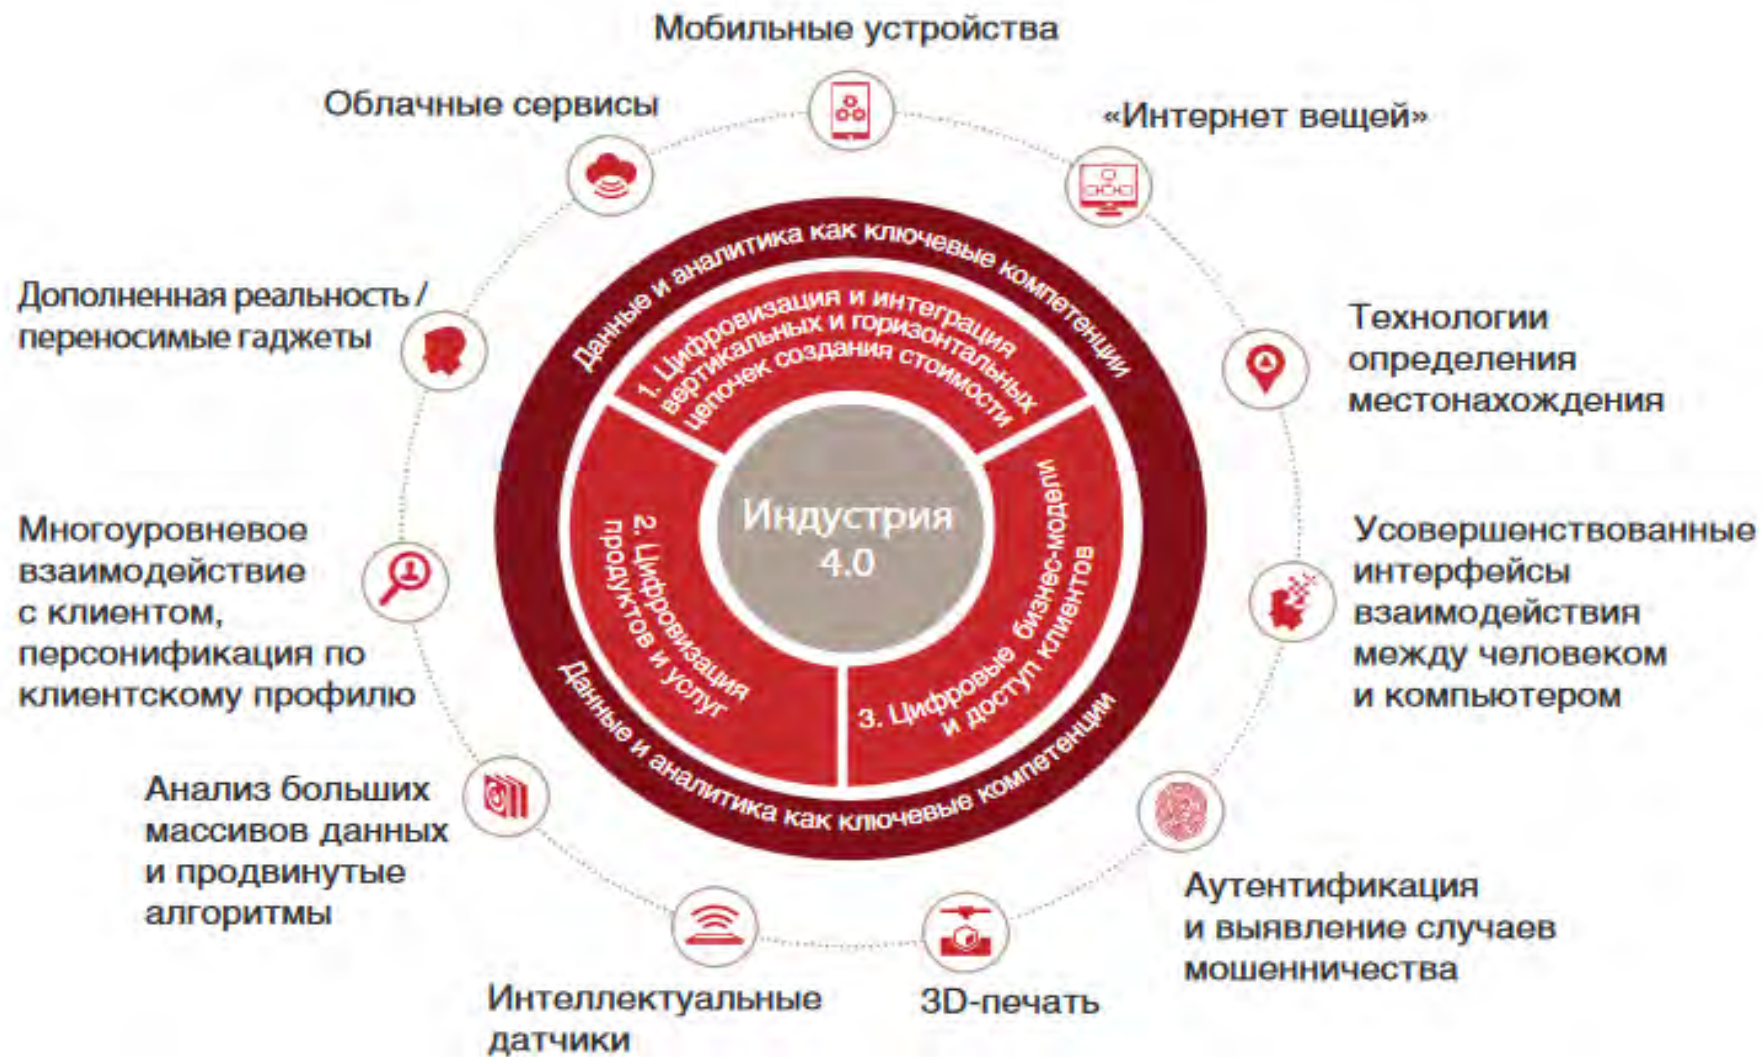 Мобильные устройства
Облачные сервисы
«Интернет вещей»
Дополненная реальность /
переносимые гаджеты
Технологии
определения
местонахождения
Многоуровневое
взаимодействие
с клиентом,
персонификация по
клиентскому профилю
Усовершенствованные
интерфейсы
взаимодействия
между человеком
и компьютером
Анализ больших
массивов данных
и продвинутые
алгоритмы
Аутентификация
и выявление случаев
мошенничества
Интеллектуальные
датчики
3D-печать
Данные и аналитика как ключевые компетенции
1. Цифровизация и интеграция
вертикальных и горизонтальных
цепочек создания стоимости
2. Цифровизация
продуктов и услуг
3. Цифровые бизнес-модели
и доступ клиентов
Индустрия
4.0
Данные и аналитика как ключевые компетенции